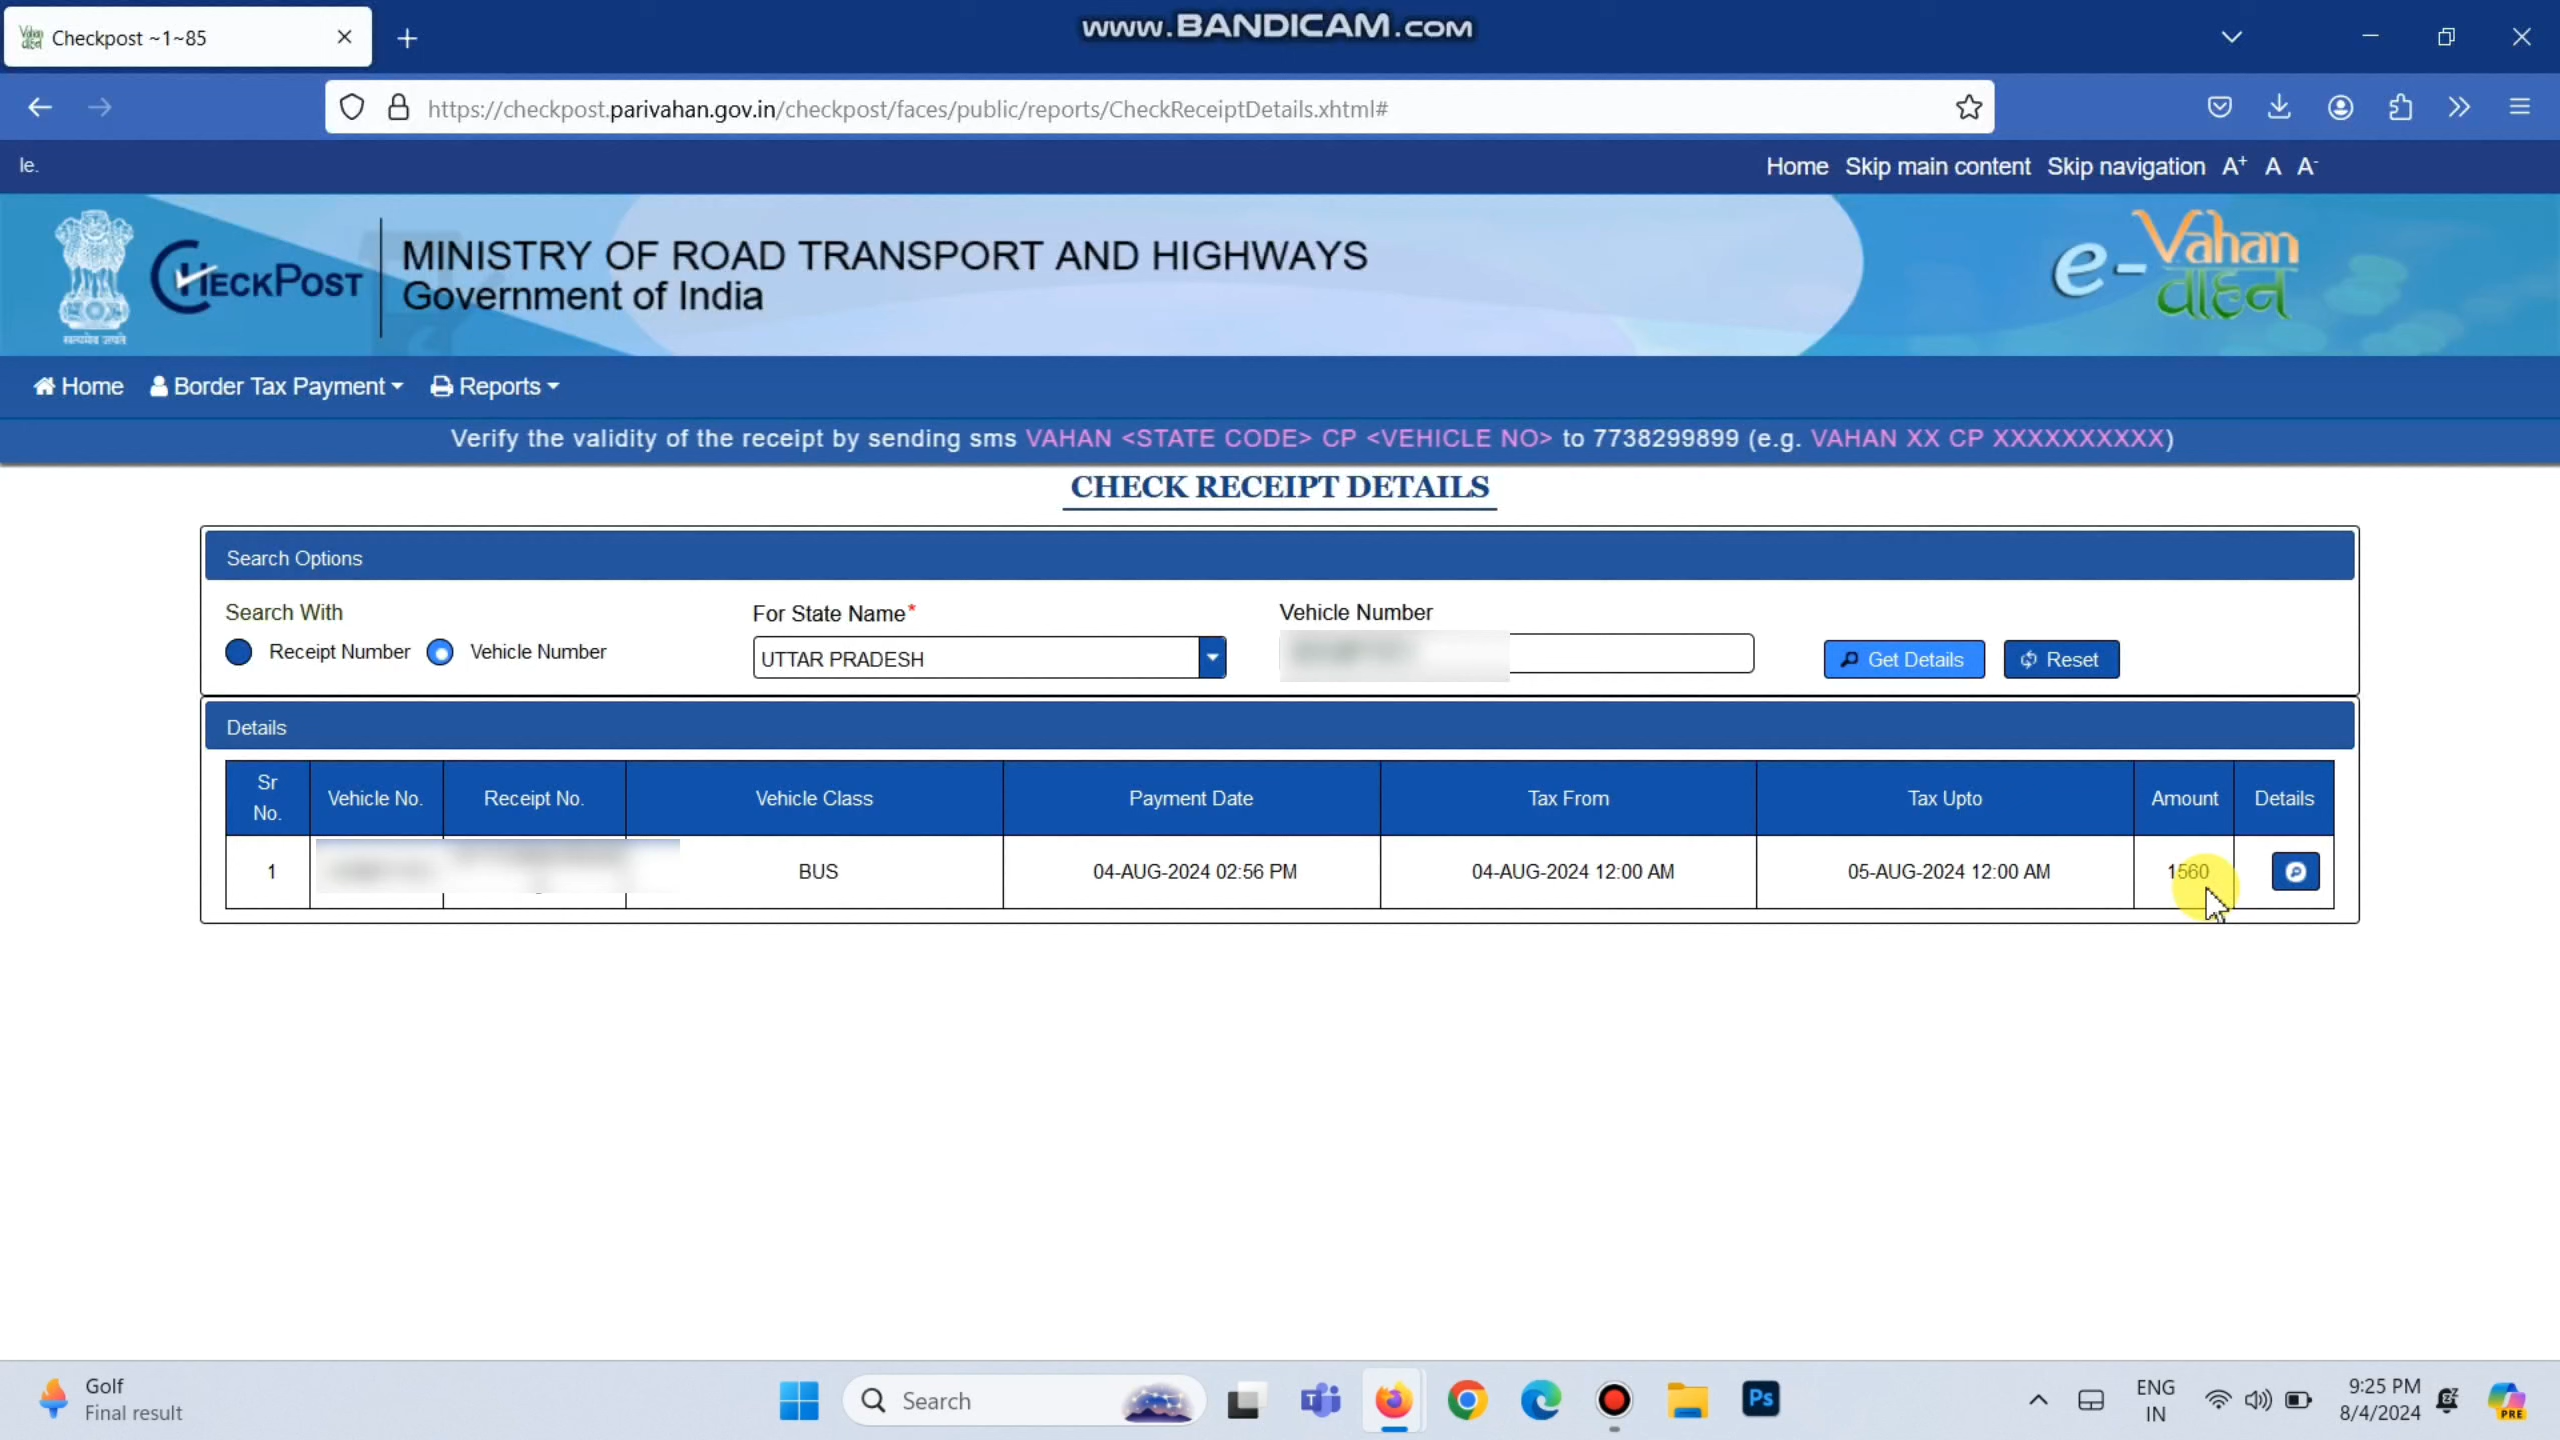 www.BANDICAM.com
Checkpost ~1~85
https://checkpost.parivahan.gov.in/checkpost/faces/public/reports/CheckReceiptDetails.xhtml#
le.
Home Skip main content Skip navigation A+ A A-
सत्यमेव जयते
CHECKPOST
MINISTRY OF ROAD TRANSPORT AND HIGHWAYS
Government of India
e-Vahan
वाहन
Home Border Tax Payment Reports
Verify the validity of the receipt by sending sms VAHAN <STATE CODE> CP <VEHICLE NO> to 7738299899 (e.g. VAHAN XX CP XXXXXXXXXX)
CHECK RECEIPT DETAILS
Search Options
Search With For State Name* Vehicle Number
Receipt Number Vehicle Number UTTAR PRADESH Get Details Reset
Details
Sr No. Vehicle No. Receipt No. Vehicle Class Payment Date Tax From Tax Upto Amount Details
1 BUS 04-AUG-2024 02:56 PM 04-AUG-2024 12:00 AM 05-AUG-2024 12:00 AM 1560
Golf
Final result
Search
Ps
ENG
IN
9:25 PM
8/4/2024
PRE